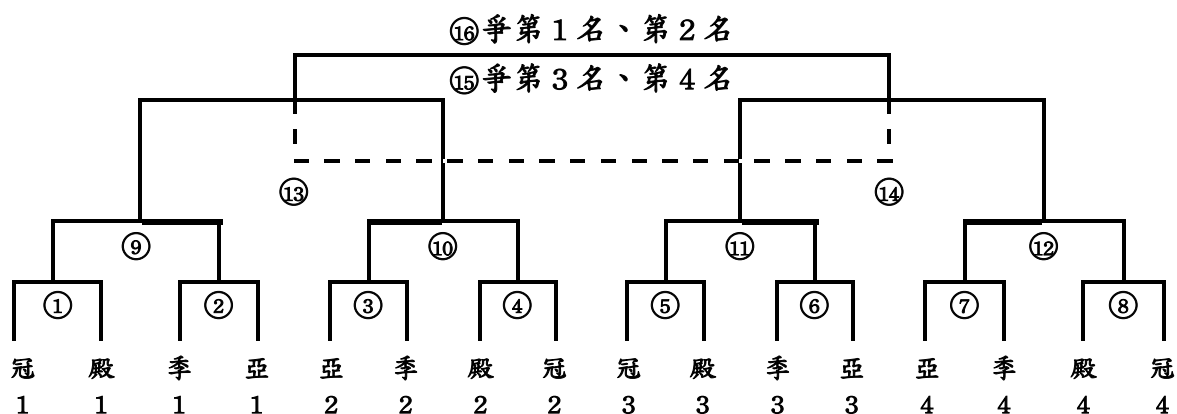 ⑯爭第1名、第2名
⑮爭第3名、第4名
⑬ ⑭
⑨ ⑩ ⑪ ⑫
① ② ③ ④ ⑤ ⑥ ⑦ ⑧
冠 殿 季 亞 亞 季 殿 冠 冠 殿 季 亞 亞 季 殿 冠
1 1 1 1 2 2 2 2 3 3 3 3 4 4 4 4